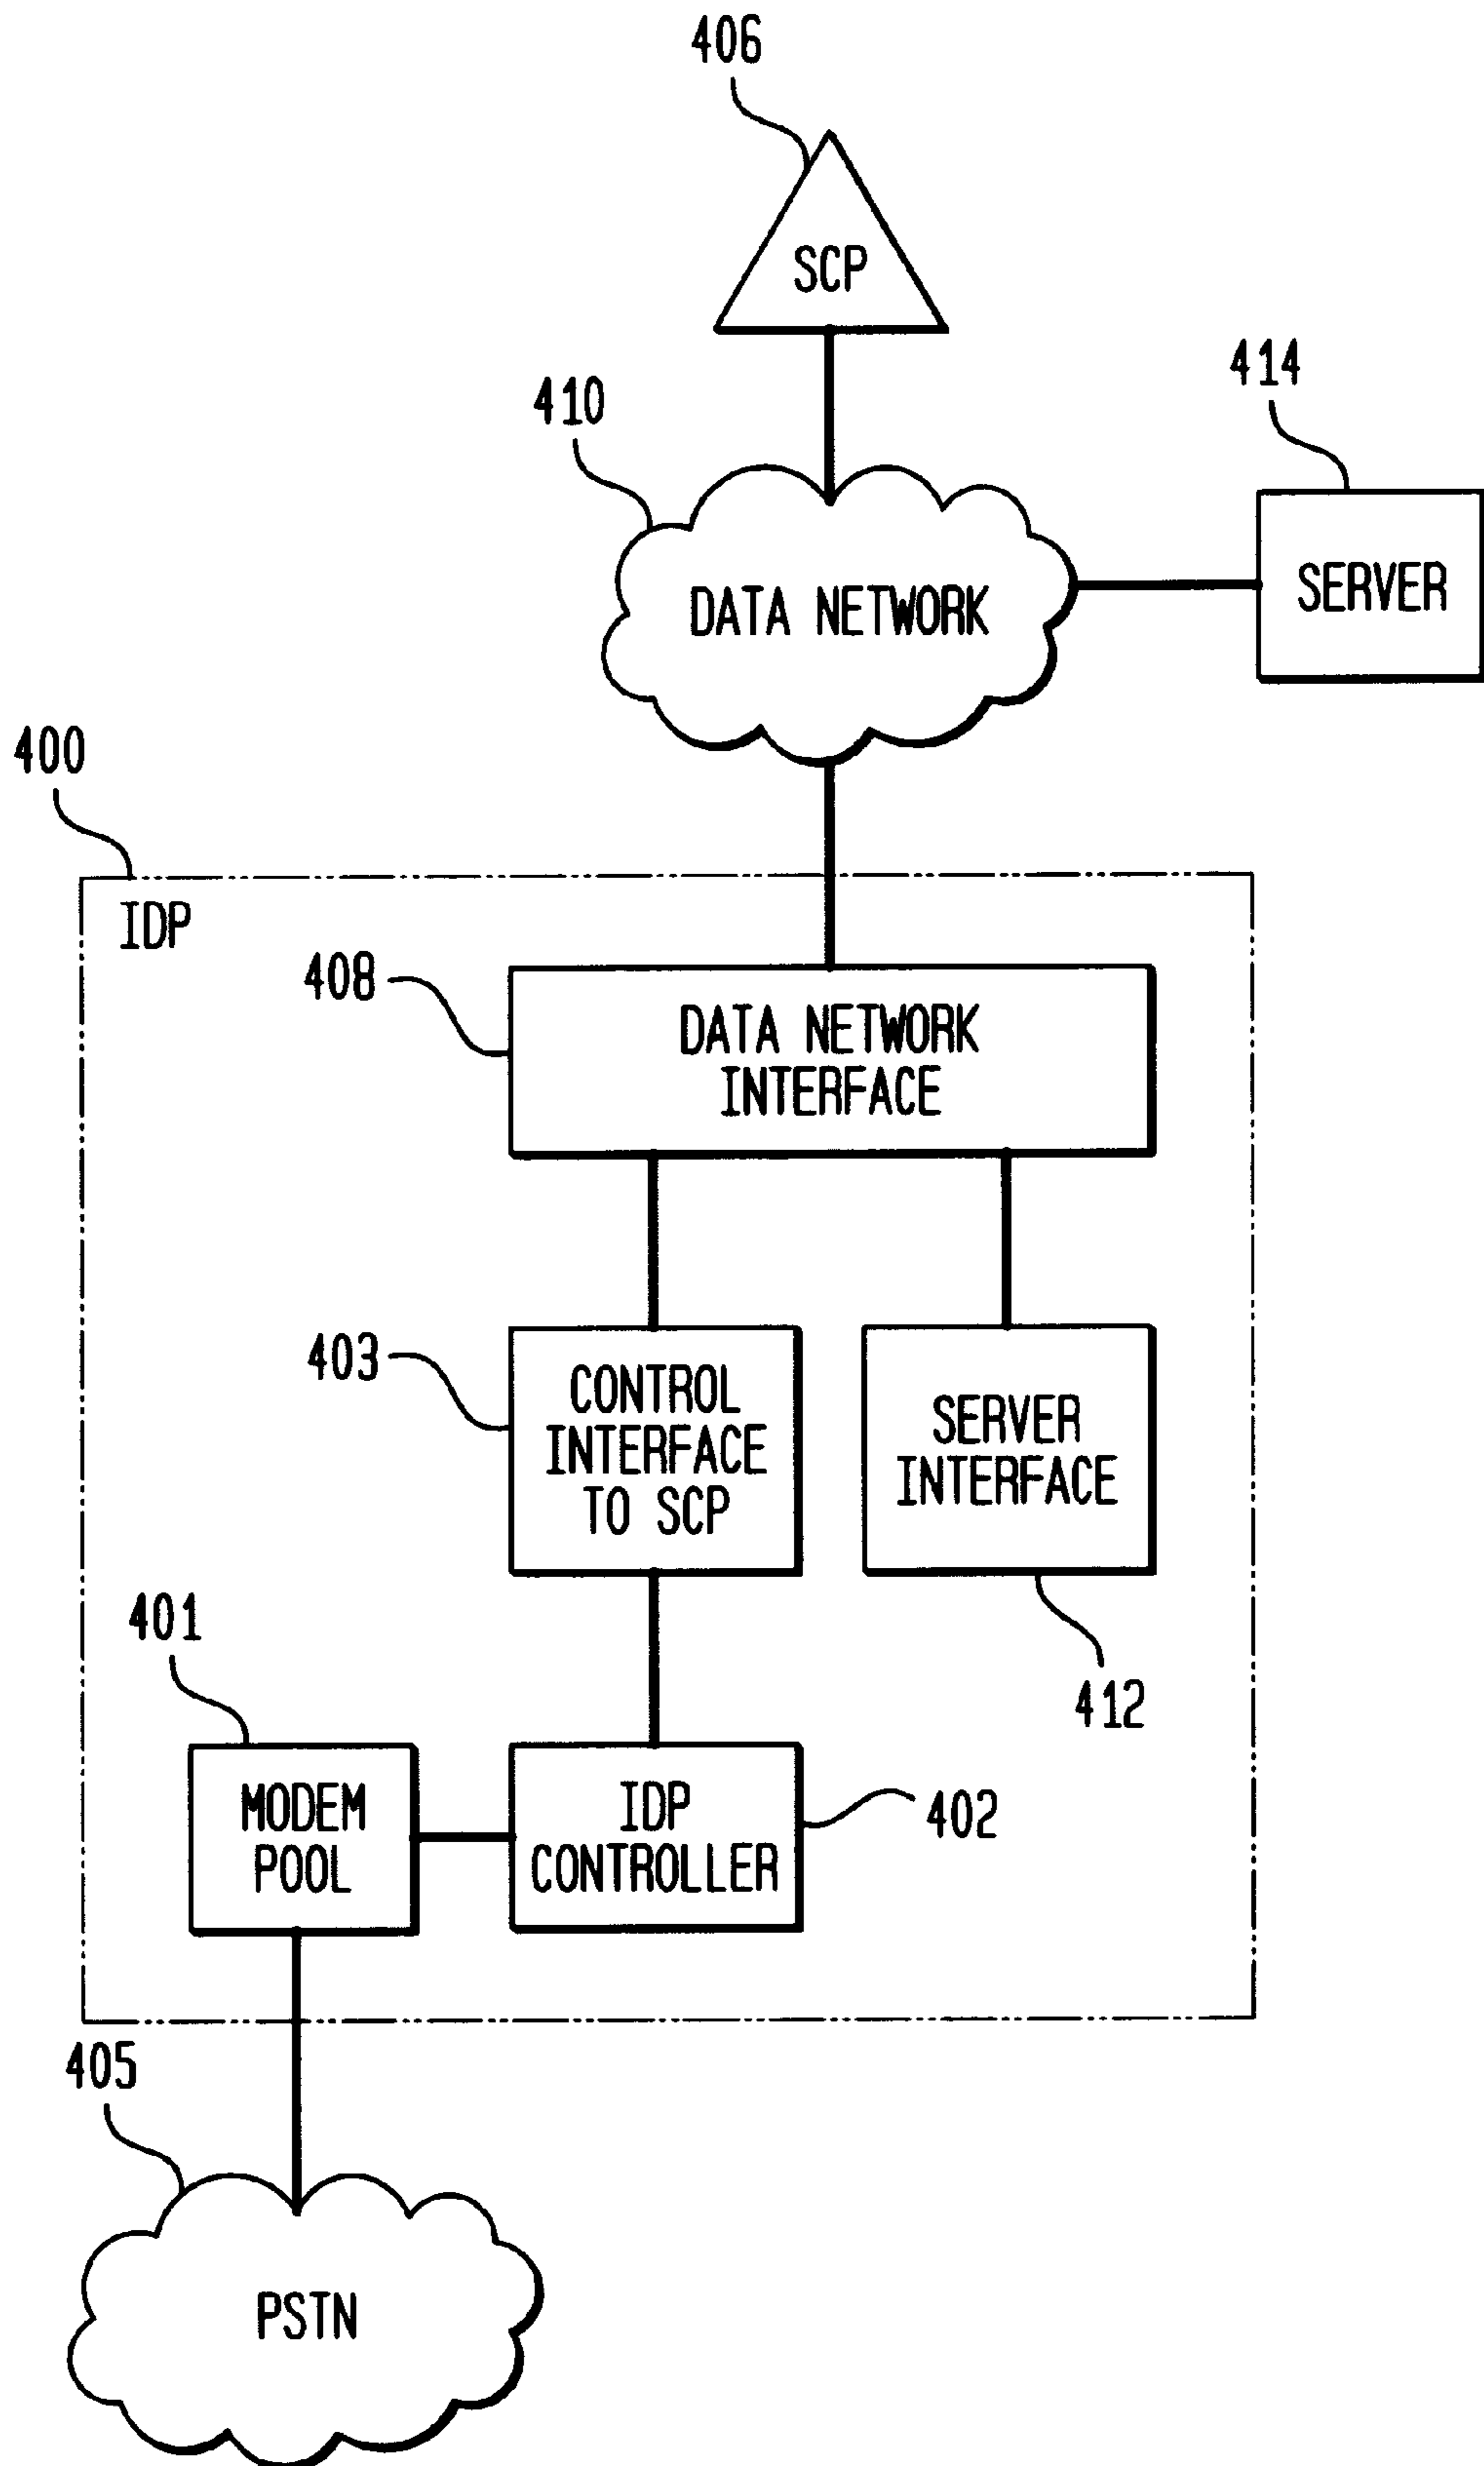 406
SCP
414
410
SERVER
DATA NETWORK
400
IDP
408
DATA NETWORK
INTERFACE
403
CONTROL
INTERFACE
TO SCP
SERVER
INTERFACE
401
412
MODEM
POOL
IDP
CONTROLLER
402
405
PSTN